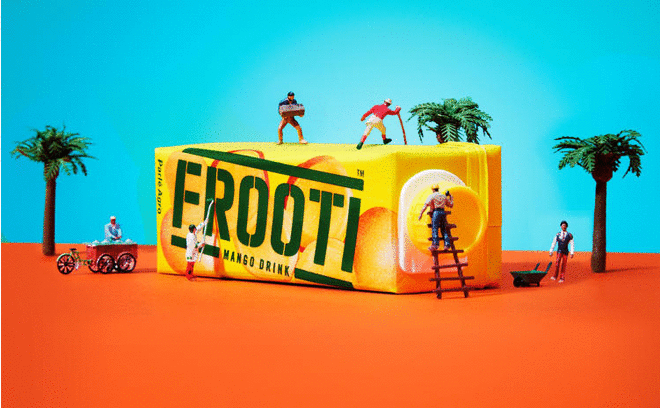 Parle Agro
FROOTI
TM
MANGO DRINK